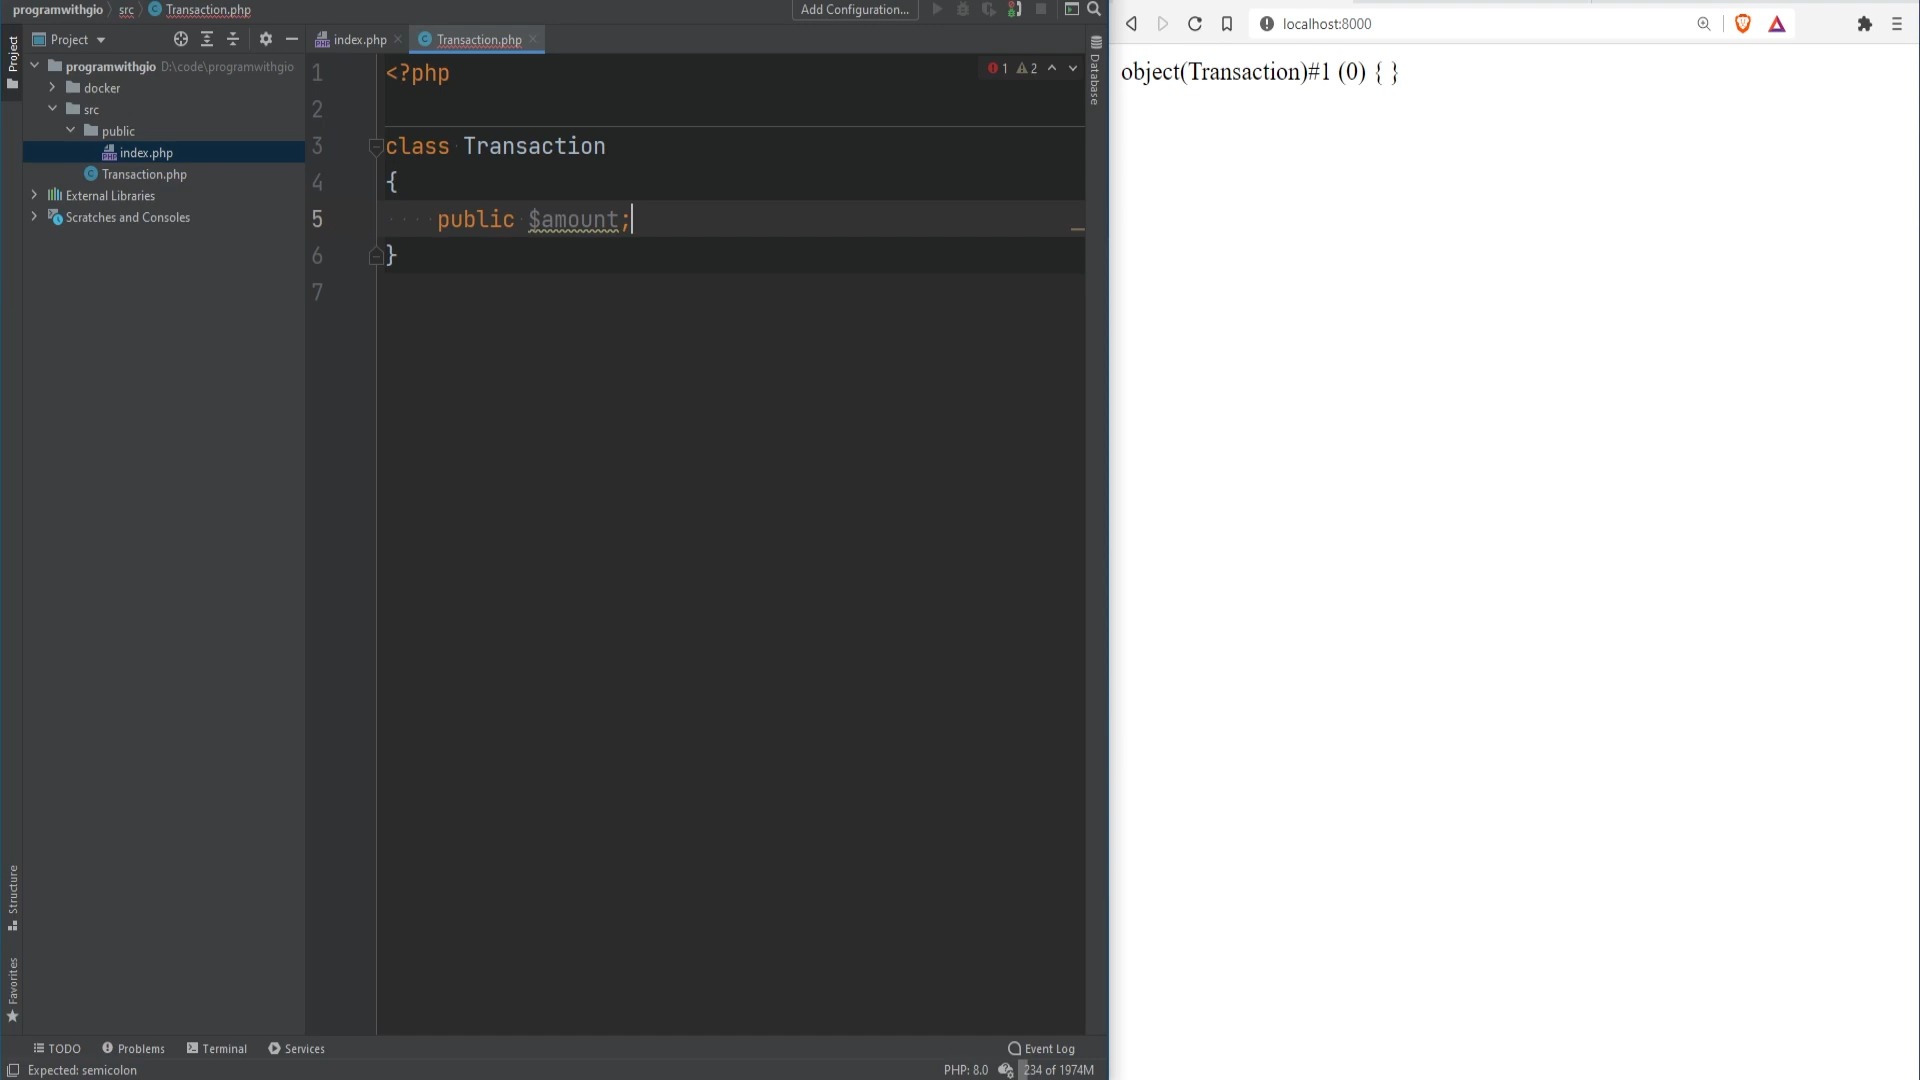 programwithgio src Transaction.php
Add Configuration...
Project
index.php
Transaction.php
Project
programwithgio D:\code\programwithgio
docker
src
public
index.php
Transaction.php
External Libraries
Scratches and Consoles
Structure
Favorites
1 <?php
2
3 class Transaction
4 {
5 public $amount;
6 }
7
1 2
Database
TODO Problems Terminal Services Event Log
Expected: semicolon PHP: 8.0 234 of 1974M
localhost:8000
object(Transaction)#1 (0) { }